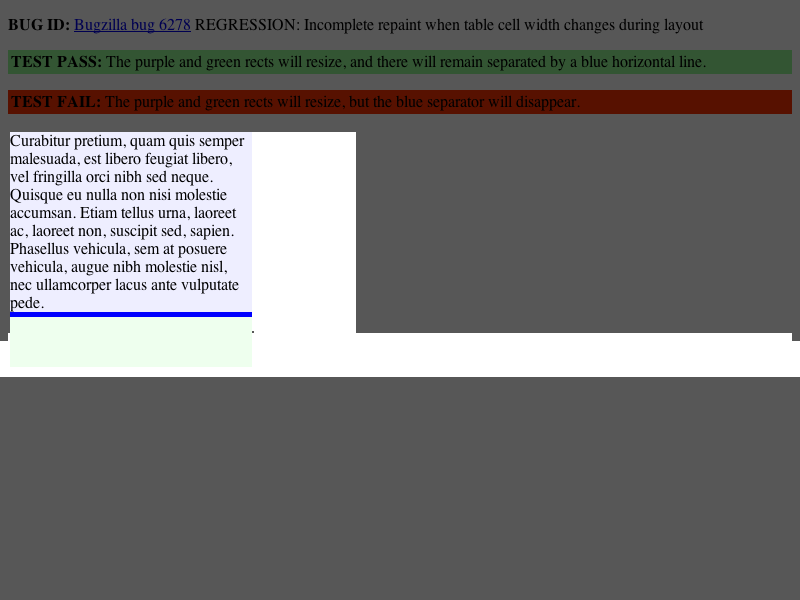 BUG ID: Bugzilla bug 6278 REGRESSION: Incomplete repaint when table cell width changes during layout
TEST PASS: The purple and green rects will resize, and there will remain separated by a blue horizontal line.
TEST FAIL: The purple and green rects will resize, but the blue separator will disappear.
Curabitur pretium, quam quis semper
malesuada, est libero feugiat libero,
vel fringilla orci nibh sed neque.
Quisque eu nulla non nisi molestie
accumsan. Etiam tellus urna, laoreet
ac, laoreet non, suscipit sed, sapien.
Phasellus vehicula, sem at posuere
vehicula, augue nibh molestie nisl,
nec ullamcorper lacus ante vulputate
pede.
.